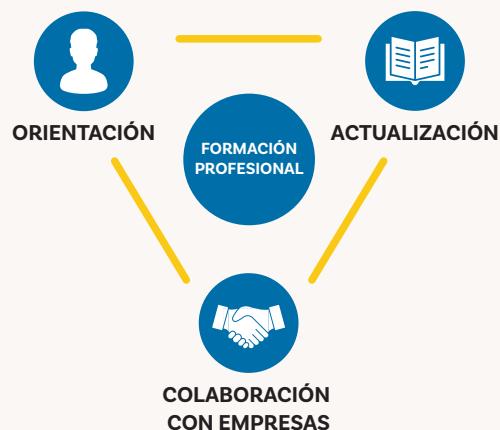 ORIENTACIÓN
ACTUALIZACIÓN
FORMACIÓN
PROFESIONAL
COLABORACIÓN
CON EMPRESAS